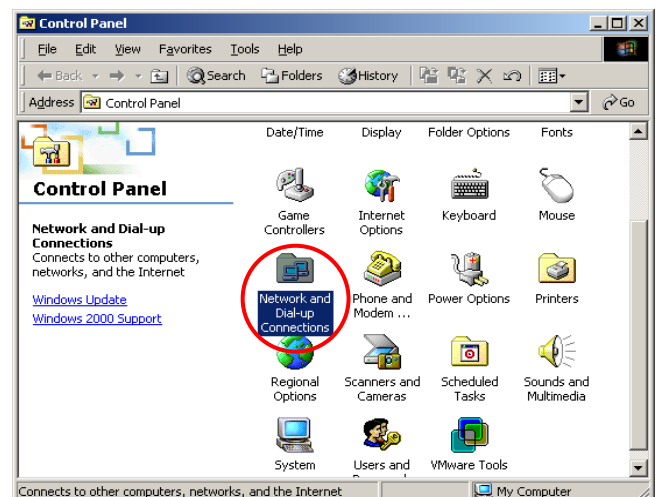 Control Panel
File Edit View Favorites Tools Help
Back Search Folders History
Address Control Panel Go
Date/Time Display Folder Options Fonts
Control Panel
Network and Dial-up
Connections
Connects to other computers,
networks, and the Internet
Windows Update
Windows 2000 Support
Game
Controllers
Internet
Options
Keyboard
Mouse
Network and
Dial-up
Connections
Phone and
Modem ...
Power Options
Printers
Regional
Options
Scanners and
Cameras
Scheduled
Tasks
Sounds and
Multimedia
System
Users and
VMware Tools
Connects to other computers, networks, and the Internet
My Computer